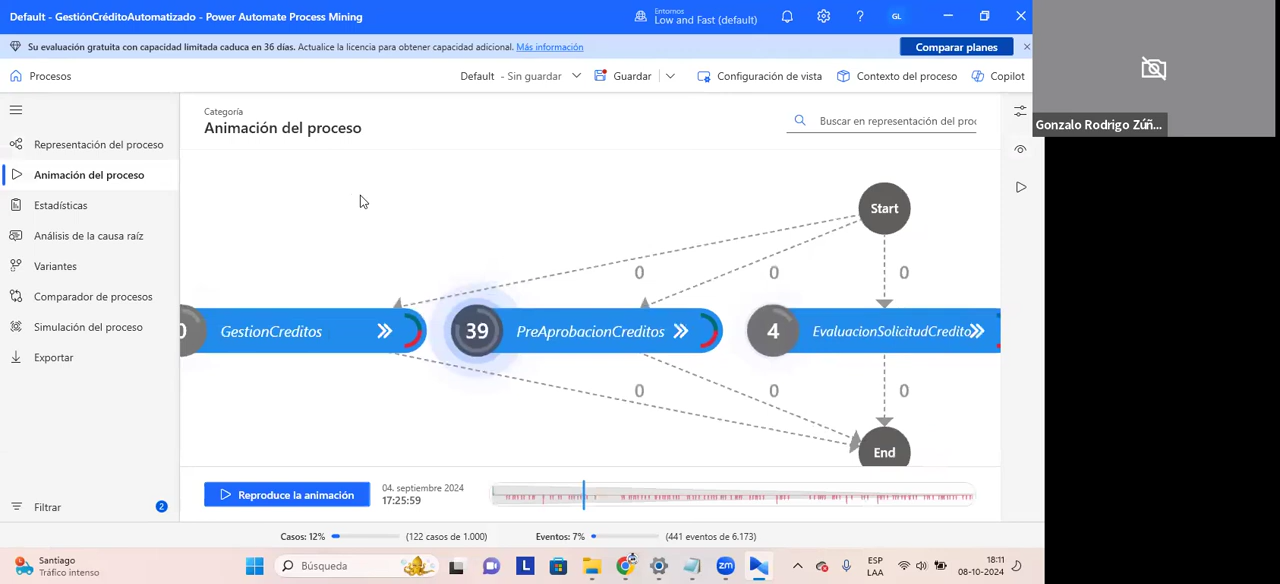 Default - GestiónCréditoAutomatizado - Power Automate Process Mining
Entornos
Low and Fast (default)
GL
Su evaluación gratuita con capacidad limitada caduca en 36 días. Actualice la licencia para obtener capacidad adicional. Más información
Comparar planes
Procesos
Default - Sin guardar
Guardar
Configuración de vista
Contexto del proceso
Copilot
Gonzalo Rodrigo Zúñ...
Categoría
Animación del proceso
Buscar en representación del proc
Representación del proceso
Animación del proceso
Estadísticas
Análisis de la causa raíz
Variantes
Comparador de procesos
Simulación del proceso
Exportar
Filtrar
2
Start
0
0
0
0
GestionCreditos
39
PreAprobacionCreditos
4
EvaluacionSolicitudCredito
0
0
0
End
Reproduce la animación
04. septiembre 2024
17:25:59
Casos: 12%
(122 casos de 1.000)
Eventos: 7%
(441 eventos de 6.173)
Santiago
Tráfico intenso
Búsqueda
L
zm
ESP
LAA
18:11
08-10-2024